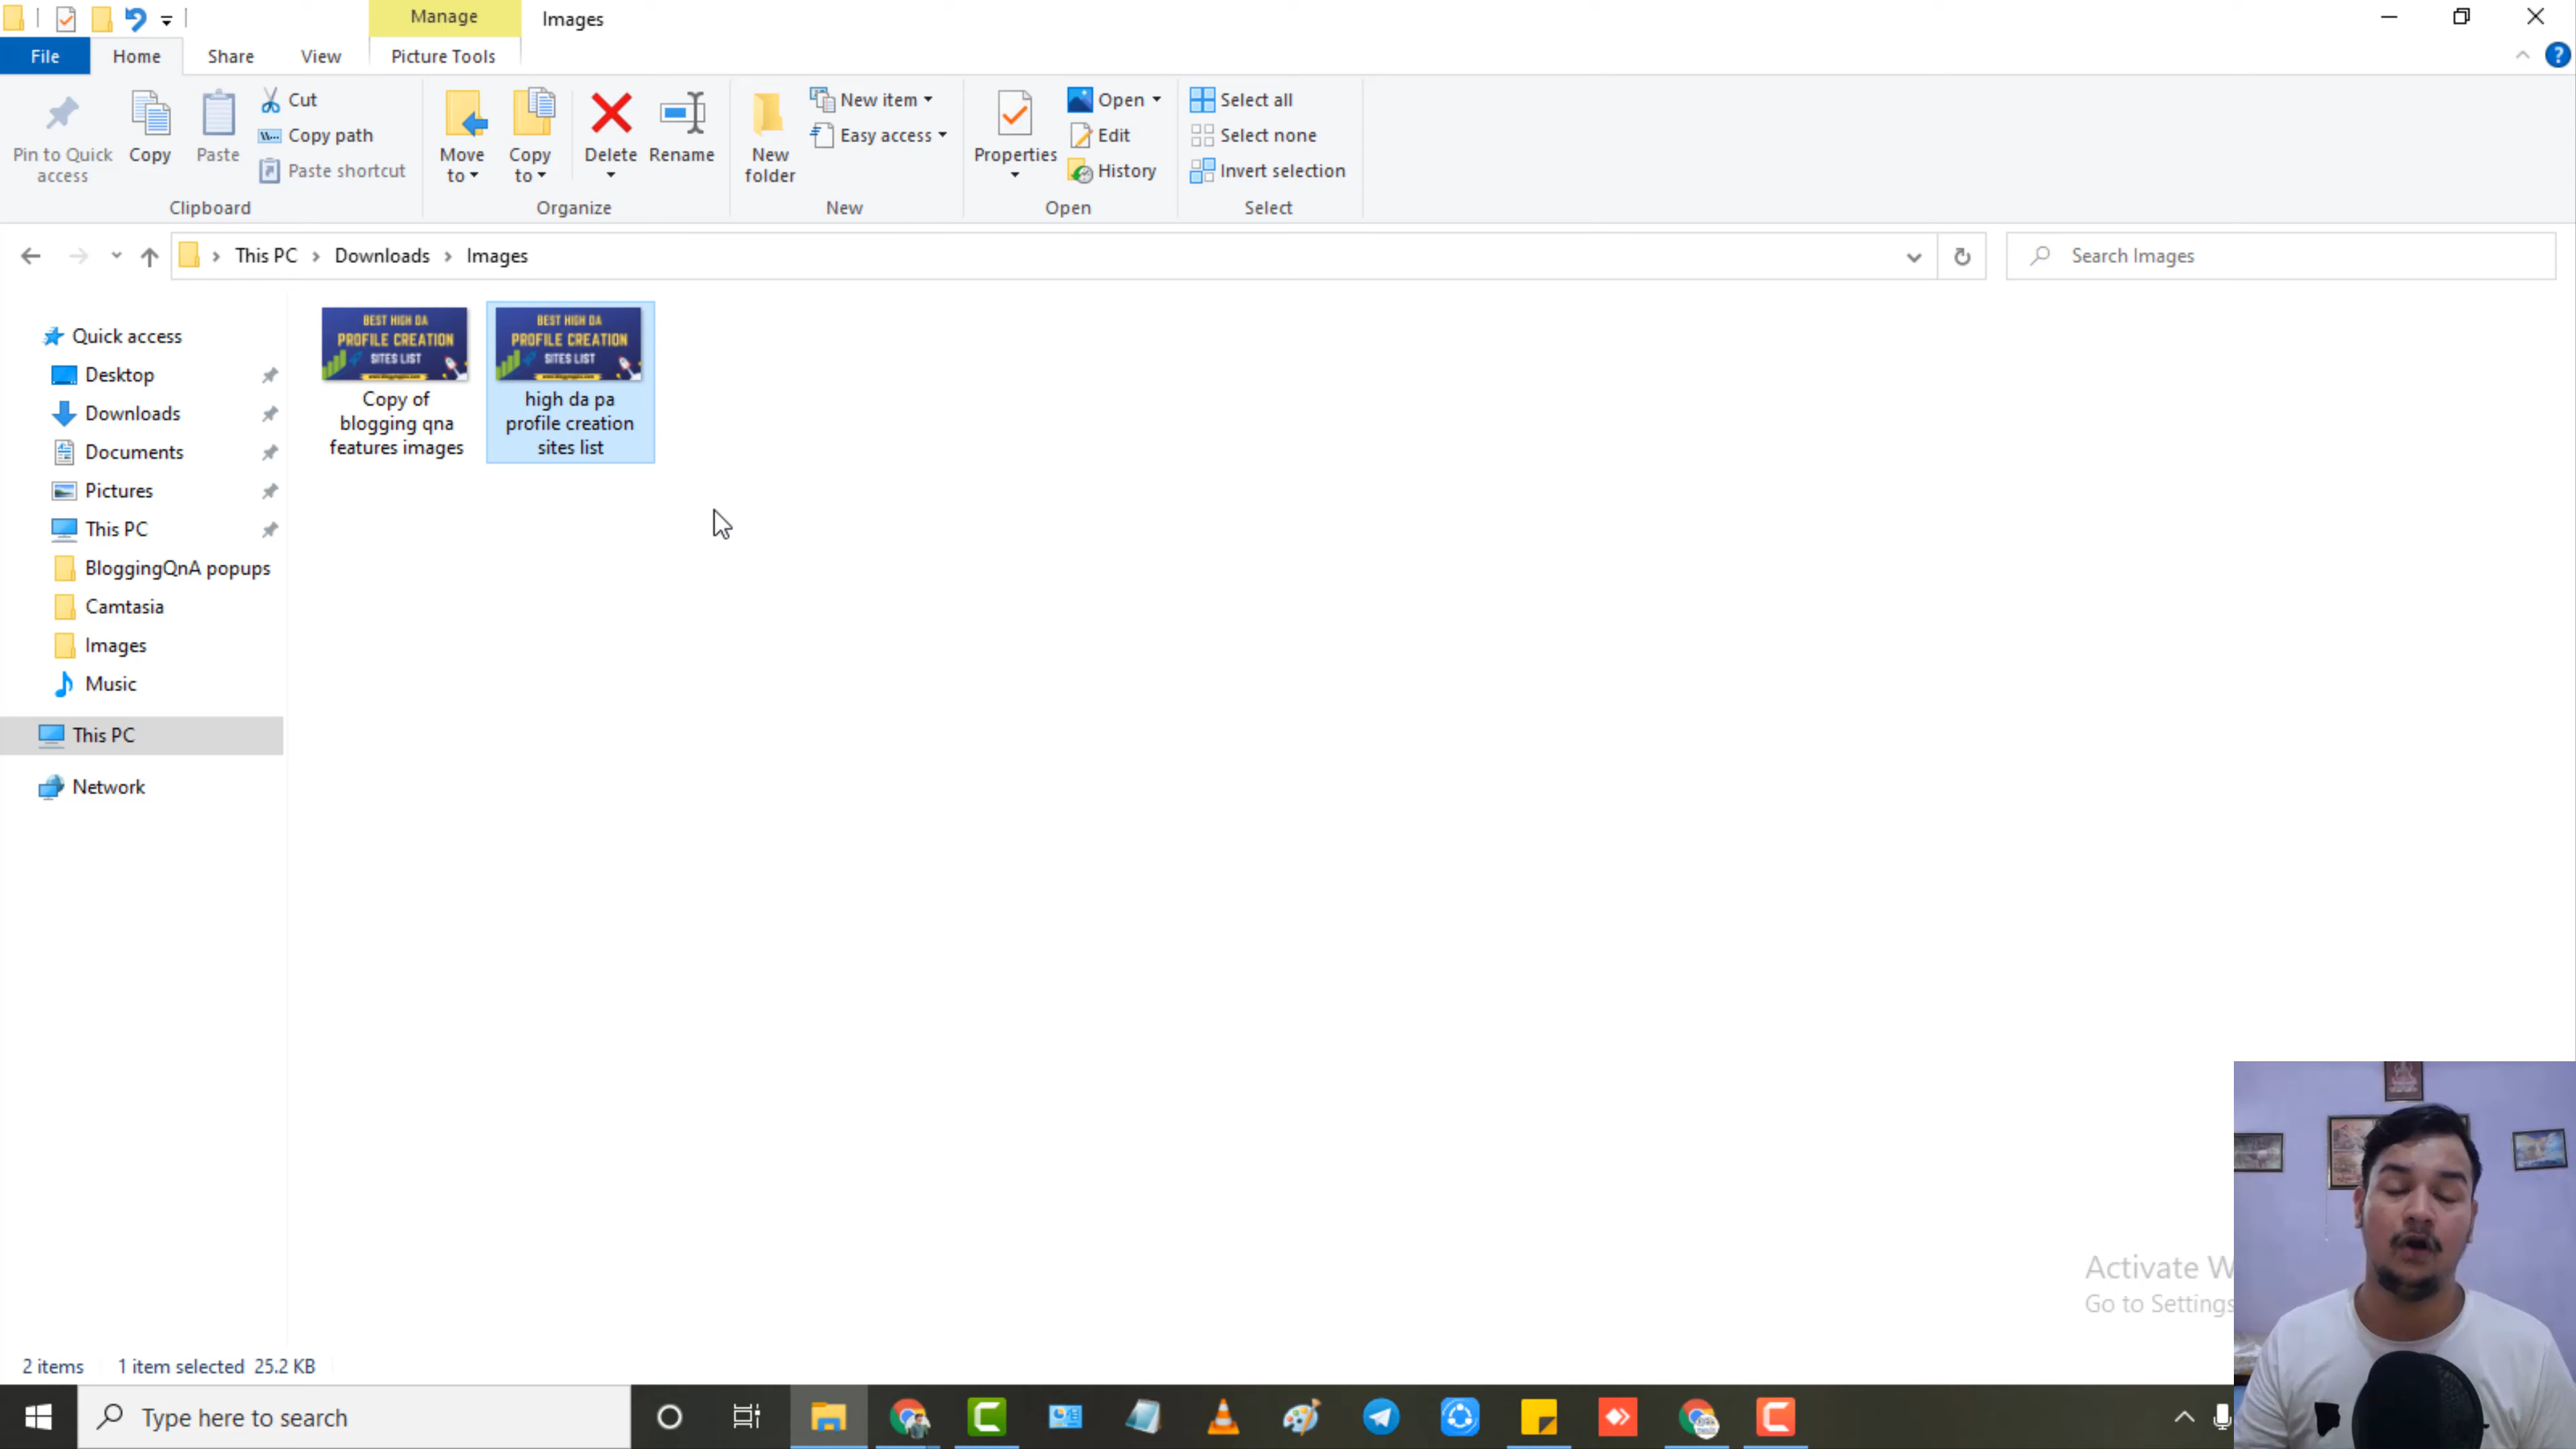 Manage
Images
File
Home
Share
View
Picture Tools
Pin to Quick access
Copy
Paste
Cut
Copy path
Paste shortcut
Clipboard
Move to
Copy to
Delete
Rename
Organize
New folder
New item
Easy access
New
Properties
Open
Edit
History
Open
Select all
Select none
Invert selection
Select
This PC
Downloads
Images
Search Images
Quick access
Desktop
Downloads
Documents
Pictures
This PC
BloggingQnA popups
Camtasia
Images
Music
This PC
Network
BEST HIGH DA
PROFILE CREATION
SITES LIST
Copy of
blogging qna
features images
BEST HIGH DA
PROFILE CREATION
SITES LIST
high da pa
profile creation
sites list
Activate W
Go to Settings
2 items
1 item selected 25.2 KB
Type here to search